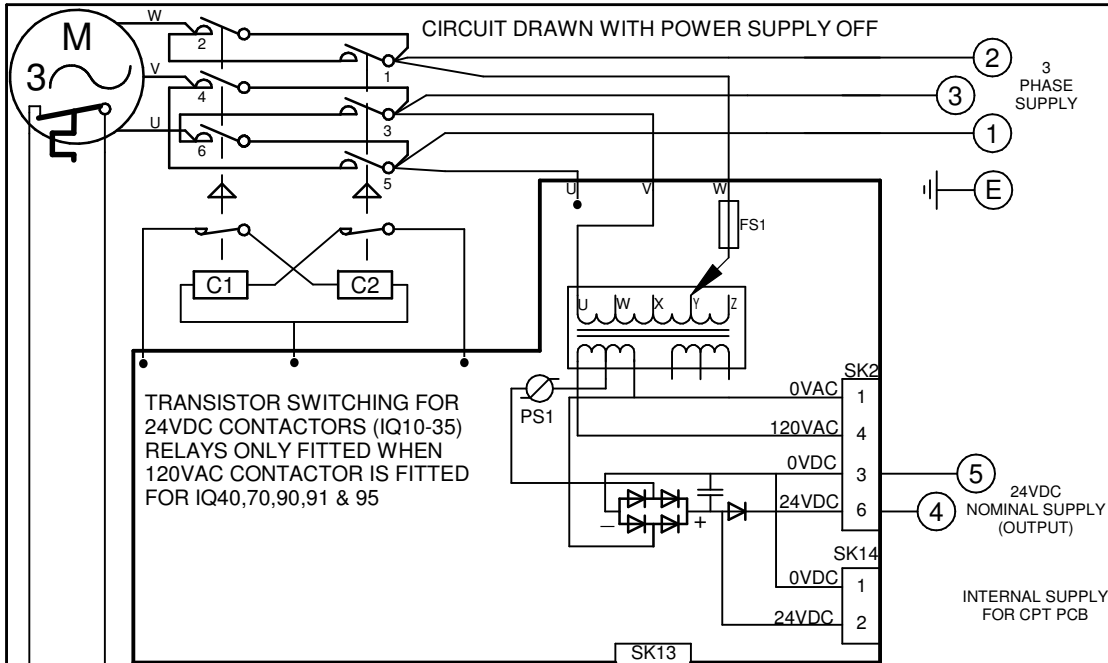 CIRCUIT DRAWN WITH POWER SUPPLY OFF
M
3
W
V
U
2
1
4
3
6
5
2
3
1
E
3
PHASE
SUPPLY
U
V
W
FS1
C1
C2
U
W
X
Y
Z
PS1
TRANSISTOR SWITCHING FOR
24VDC CONTACTORS (IQ10-35)
RELAYS ONLY FITTED WHEN
120VAC CONTACTOR IS FITTED
FOR IQ40,70,90,91 & 95
SK2
0VAC
1
120VAC
4
0VDC
3
24VDC
6
5
4
24VDC
NOMINAL SUPPLY
(OUTPUT)
– +
SK14
0VDC
1
24VDC
2
INTERNAL SUPPLY
FOR CPT PCB
SK13